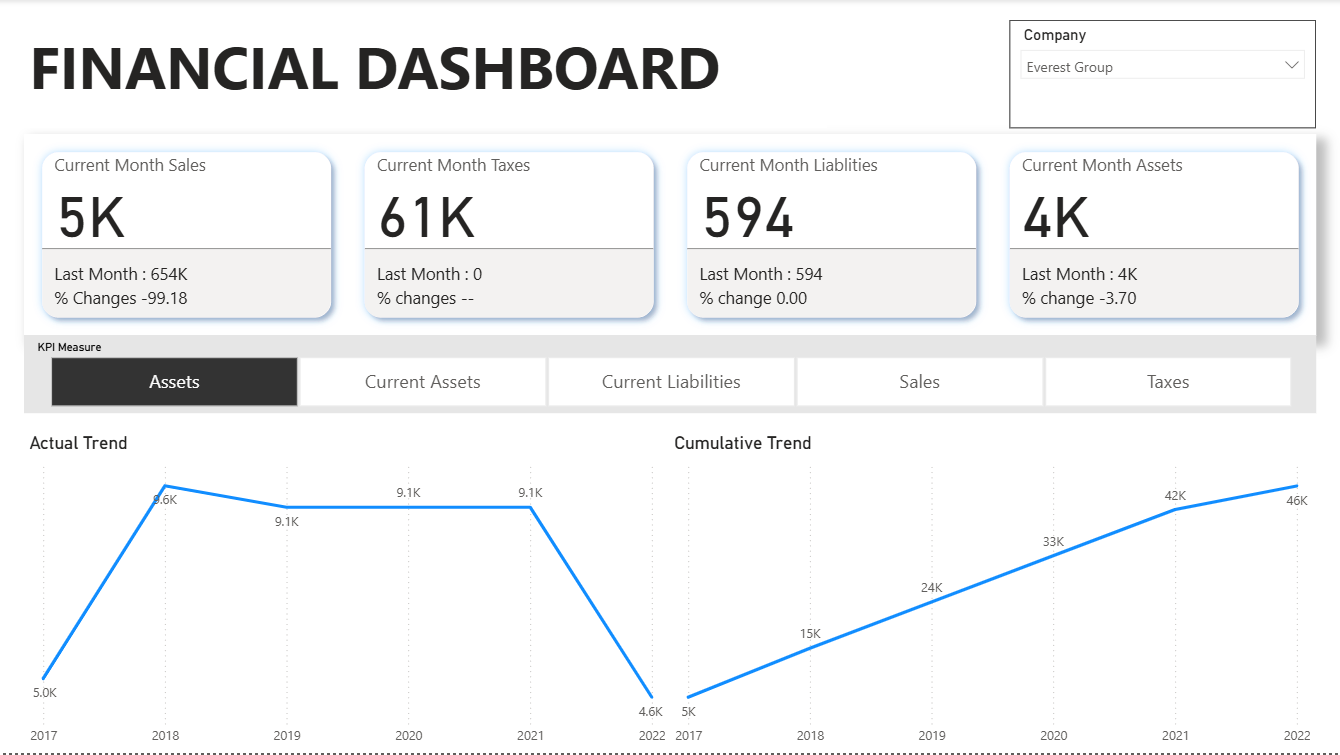 FINANCIAL DASHBOARD
Company
Everest Group
Current Month Sales
5K
Last Month : 654K
% Changes -99.18
Current Month Taxes
61K
Last Month : 0
% changes --
Current Month Liablities
594
Last Month : 594
% change 0.00
Current Month Assets
4K
Last Month : 4K
% change -3.70
KPI Measure
Assets
Current Assets
Current Liabilities
Sales
Taxes
Actual Trend
5.0K
9.6K
9.1K
9.1K
9.1K
4.6K
2017
2018
2019
2020
2021
2022
Cumulative Trend
5K
15K
24K
33K
42K
46K
2017
2018
2019
2020
2021
2022